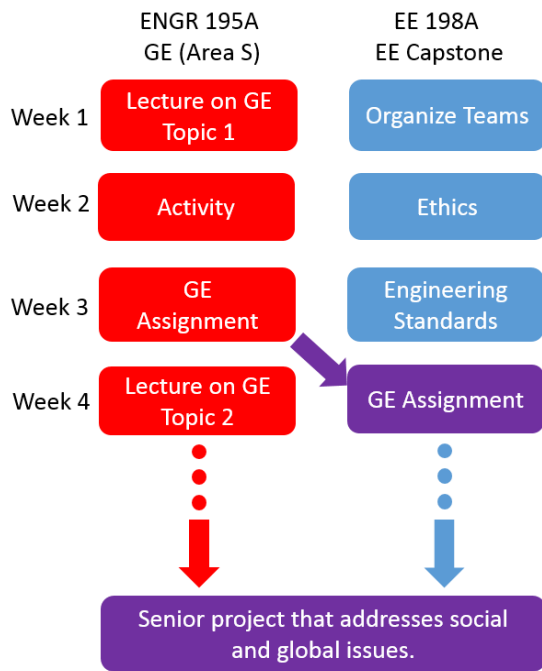 ENGR 195A
GE (Area S)
EE 198A
EE Capstone
Week 1
Lecture on GE
Topic 1
Organize Teams
Week 2
Activity
Ethics
Week 3
GE
Assignment
Engineering
Standards
Week 4
Lecture on GE
Topic 2
GE Assignment
Senior project that addresses social
and global issues.